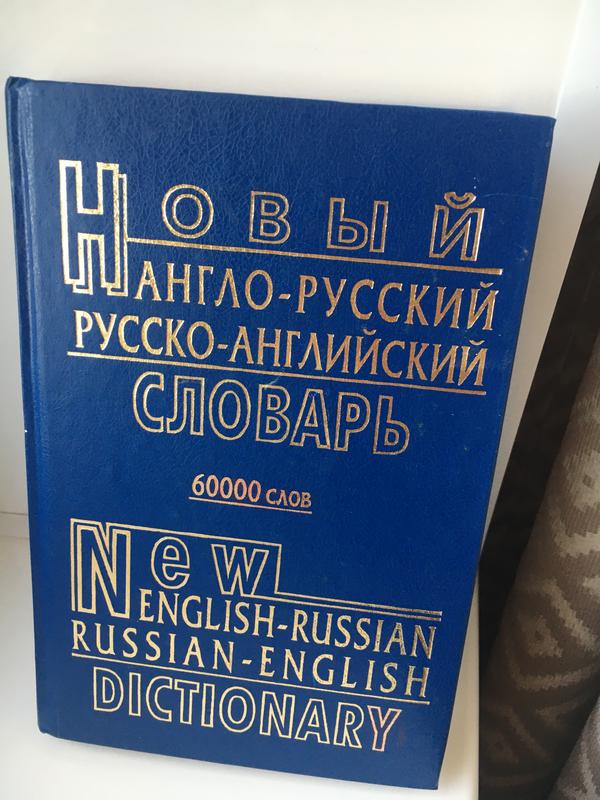 Новый
АНГЛО-РУССКИЙ
РУССКО-АНГЛИЙСКИЙ
СЛОВАРЬ
60000 СЛОВ
New
ENGLISH-RUSSIAN
RUSSIAN-ENGLISH
DICTIONARY